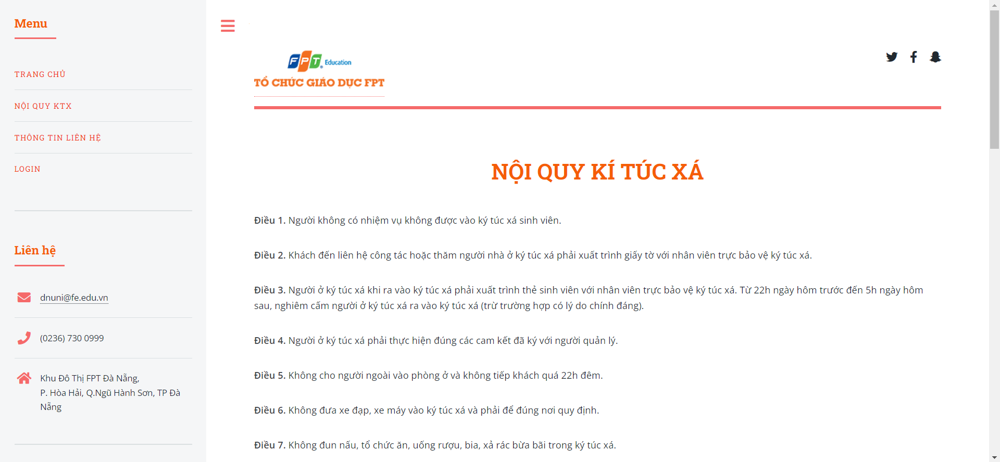 Menu
TRANG CHỦ
NỘI QUY KTX
THÔNG TIN LIÊN HỆ
LOGIN
Liên hệ
dnuni@fe.edu.vn
(0236) 730 0999
Khu Đô Thị FPT Đà Nẵng,
P. Hòa Hải, Q.Ngũ Hành Sơn, TP Đà
Nẵng
FPT Education
TỔ CHỨC GIÁO DỤC FPT
NỘI QUY KÍ TÚC XÁ
Điều 1. Người không có nhiệm vụ không được vào ký túc xá sinh viên.
Điều 2. Khách đến liên hệ công tác hoặc thăm người nhà ở ký túc xá phải xuất trình giấy tờ với nhân viên trực bảo vệ ký túc xá.
Điều 3. Người ở ký túc xá khi ra vào ký túc xá phải xuất trình thẻ sinh viên với nhân viên trực bảo vệ ký túc xá. Từ 22h ngày hôm trước đến 5h ngày hôm
sau, nghiêm cấm người ở ký túc xá ra vào ký túc xá (trừ trường hợp có lý do chính đáng).
Điều 4. Người ở ký túc xá phải thực hiện đúng các cam kết đã ký với người quản lý.
Điều 5. Không cho người ngoài vào phòng ở và không tiếp khách quá 22h đêm.
Điều 6. Không đưa xe đạp, xe máy vào ký túc xá và phải để đúng nơi quy định.
Điều 7. Không đun nấu, tổ chức ăn, uống rượu, bia, xả rác bừa bãi trong ký túc xá.